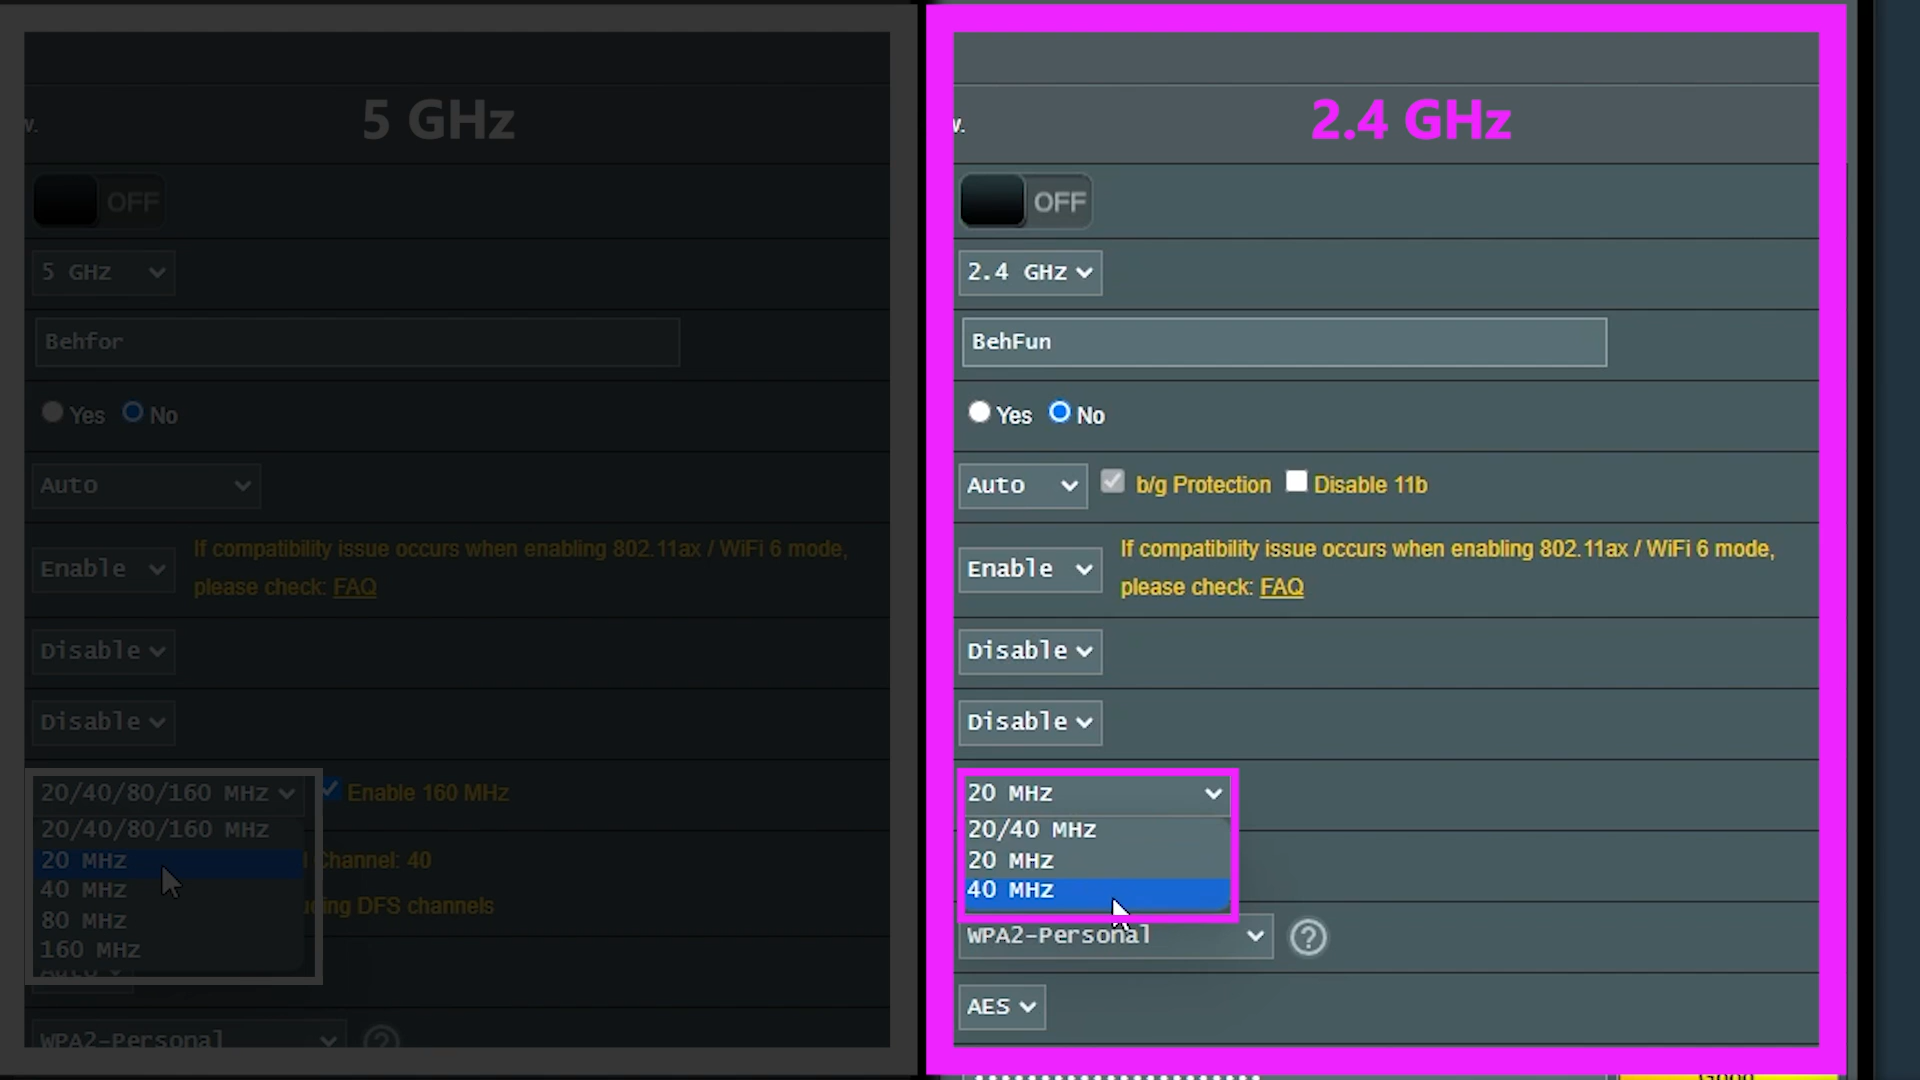 5 GHz
w.
OFF
5 GHz
Behfor
Yes No
Auto
Enable
If compatibility issue occurs when enabling 802.11ax / WiFi 6 mode,
please check: FAQ
Disable
Disable
20/40/80/160 MHz Enable 160 MHz
20/40/80/160 MHz
20 MHz
Channel: 40
40 MHz
DFS channels
80 MHz
160 MHz
Auto
WPA2-Personal
2.4 GHz
w.
OFF
2.4 GHz
BehFun
Yes No
Auto b/g Protection Disable 11b
Enable
If compatibility issue occurs when enabling 802.11ax / WiFi 6 mode,
please check: FAQ
Disable
Disable
20 MHz
20/40 MHz
20 MHz
40 MHz
WPA2-Personal ?
AES
Good